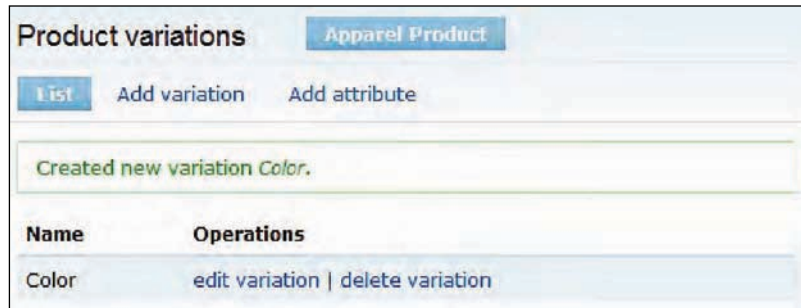 Product variations Apparel Product
List Add variation Add attribute
Created new variation Color.
Name Operations
Color edit variation | delete variation